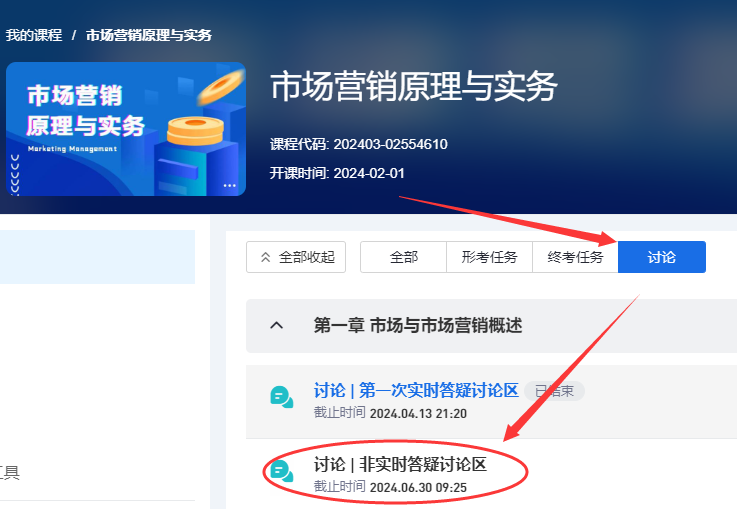 我的课程 / 市场营销原理与实务
市场营销
原理与实务
Marketing Management
市场营销原理与实务
课程代码: 202403-02554610
开课时间: 2024-02-01
全部收起 全部 形考任务 终考任务 讨论
第一章 市场与市场营销概述
讨论 | 第一次实时答疑讨论区 已结束
截止时间 2024.04.13 21:20
讨论 | 非实时答疑讨论区
截止时间 2024.06.30 09:25
工具